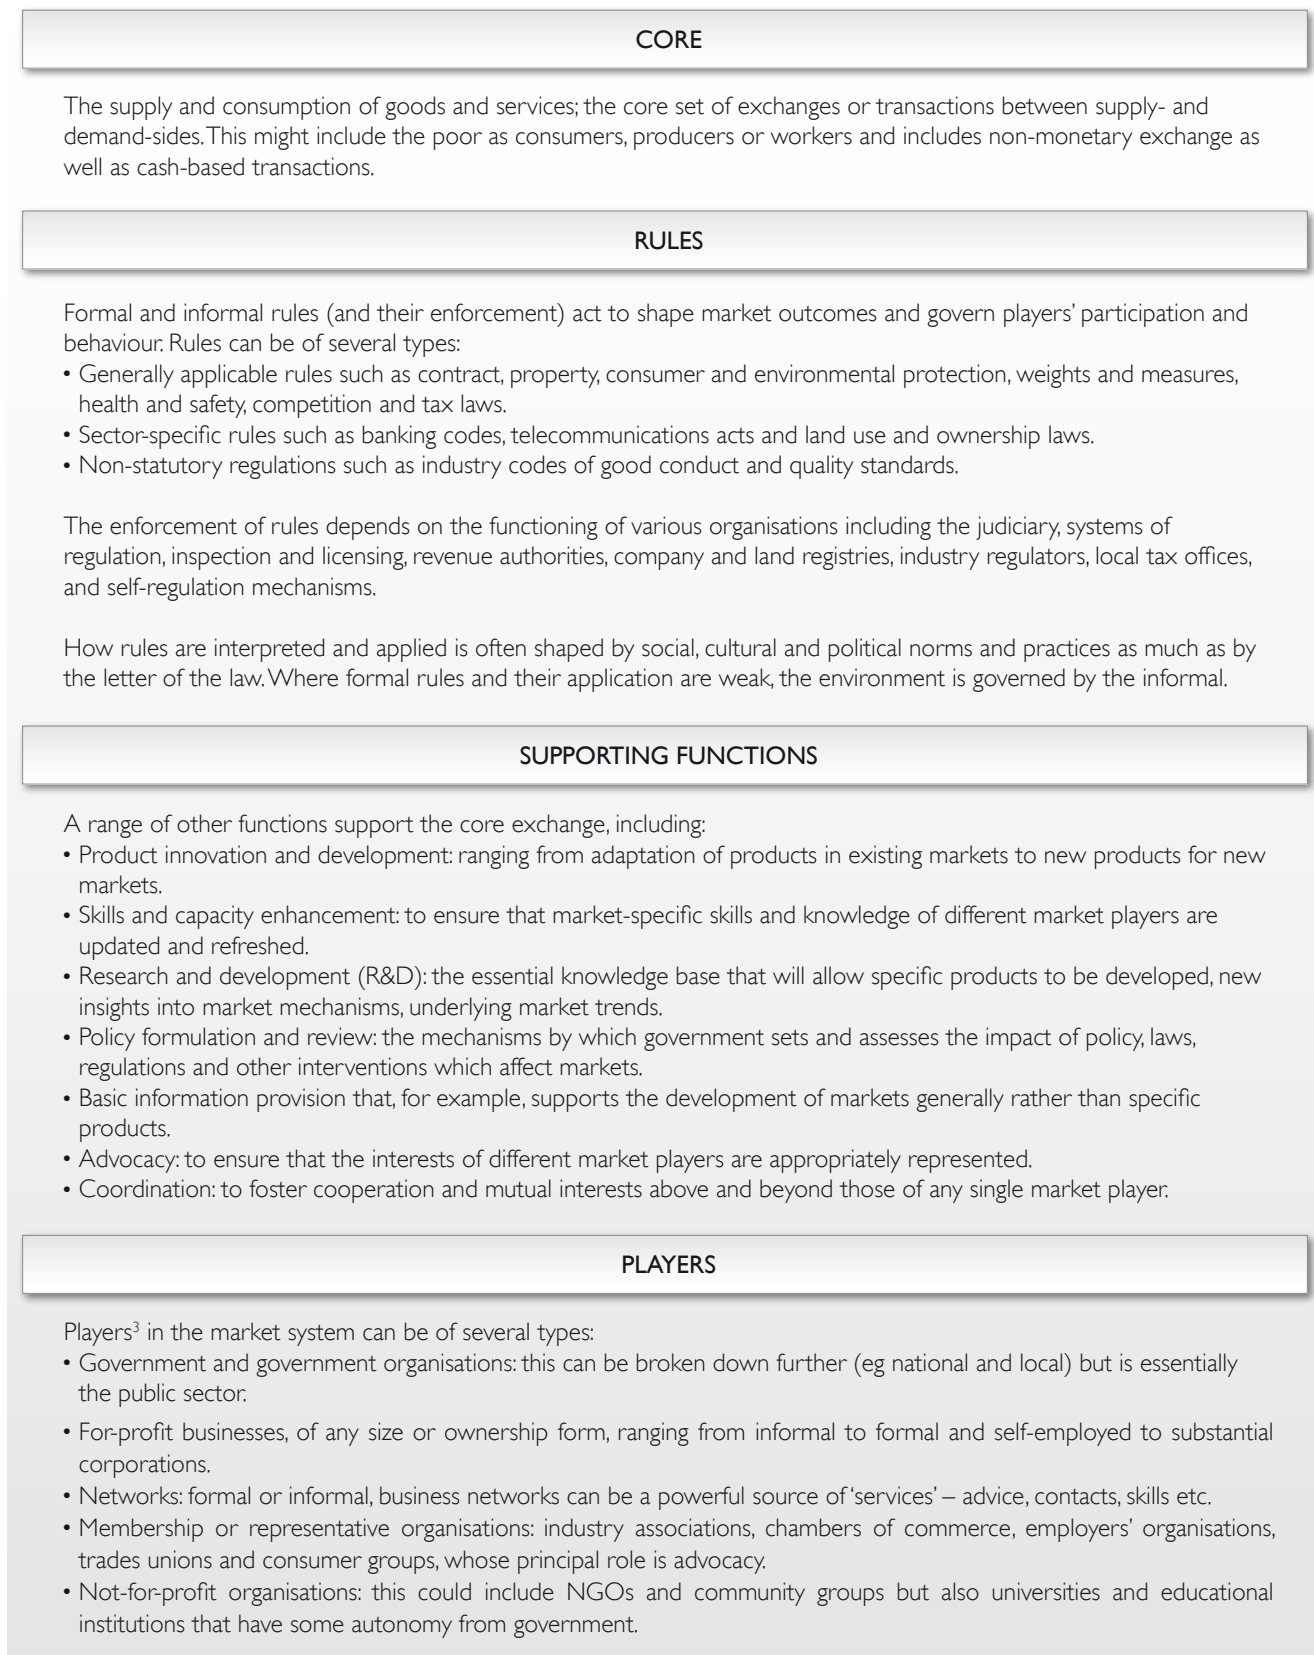 CORE
The supply and consumption of goods and services; the core set of exchanges or transactions between supply- and
demand-sides. This might include the poor as consumers, producers or workers and includes non-monetary exchange as
well as cash-based transactions.
RULES
Formal and informal rules (and their enforcement) act to shape market outcomes and govern players' participation and
behaviour. Rules can be of several types:
• Generally applicable rules such as contract, property, consumer and environmental protection, weights and measures,
health and safety, competition and tax laws.
• Sector-specific rules such as banking codes, telecommunications acts and land use and ownership laws.
• Non-statutory regulations such as industry codes of good conduct and quality standards.
The enforcement of rules depends on the functioning of various organisations including the judiciary, systems of
regulation, inspection and licensing, revenue authorities, company and land registries, industry regulators, local tax offices,
and self-regulation mechanisms.
How rules are interpreted and applied is often shaped by social, cultural and political norms and practices as much as by
the letter of the law. Where formal rules and their application are weak, the environment is governed by the informal.
SUPPORTING FUNCTIONS
A range of other functions support the core exchange, including:
• Product innovation and development: ranging from adaptation of products in existing markets to new products for new
markets.
• Skills and capacity enhancement: to ensure that market-specific skills and knowledge of different market players are
updated and refreshed.
• Research and development (R&D): the essential knowledge base that will allow specific products to be developed, new
insights into market mechanisms, underlying market trends.
• Policy formulation and review: the mechanisms by which government sets and assesses the impact of policy, laws,
regulations and other interventions which affect markets.
• Basic information provision that, for example, supports the development of markets generally rather than specific
products.
• Advocacy: to ensure that the interests of different market players are appropriately represented.
• Coordination: to foster cooperation and mutual interests above and beyond those of any single market player.
PLAYERS
Players³ in the market system can be of several types:
• Government and government organisations: this can be broken down further (eg national and local) but is essentially
the public sector.
• For-profit businesses, of any size or ownership form, ranging from informal to formal and self-employed to substantial
corporations.
• Networks: formal or informal, business networks can be a powerful source of 'services' – advice, contacts, skills etc.
• Membership or representative organisations: industry associations, chambers of commerce, employers' organisations,
trades unions and consumer groups, whose principal role is advocacy.
• Not-for-profit organisations: this could include NGOs and community groups but also universities and educational
institutions that have some autonomy from government.